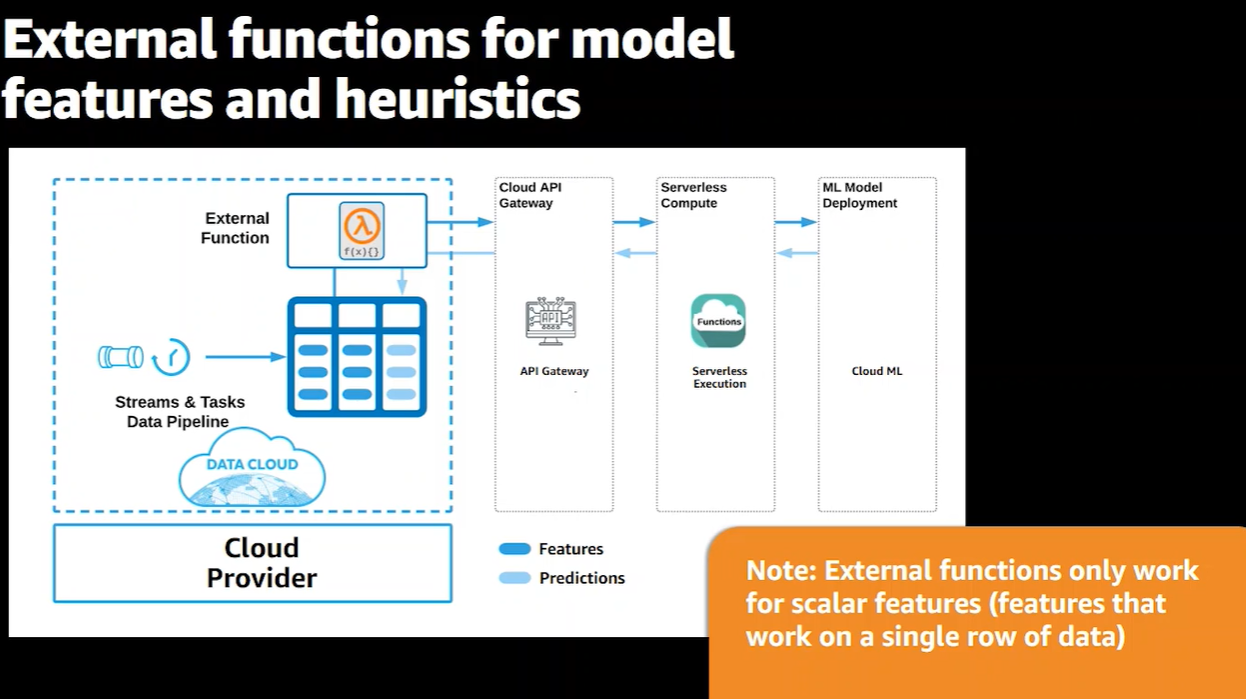 External functions for model
features and heuristics
External
Function
λ
f(x){}
Streams & Tasks
Data Pipeline
DATA CLOUD
Cloud
Provider
Cloud API
Gateway
API
API Gateway
Serverless
Compute
Functions
Serverless
Execution
ML Model
Deployment
Cloud ML
Features
Predictions
Note: External functions only work
for scalar features (features that
work on a single row of data)